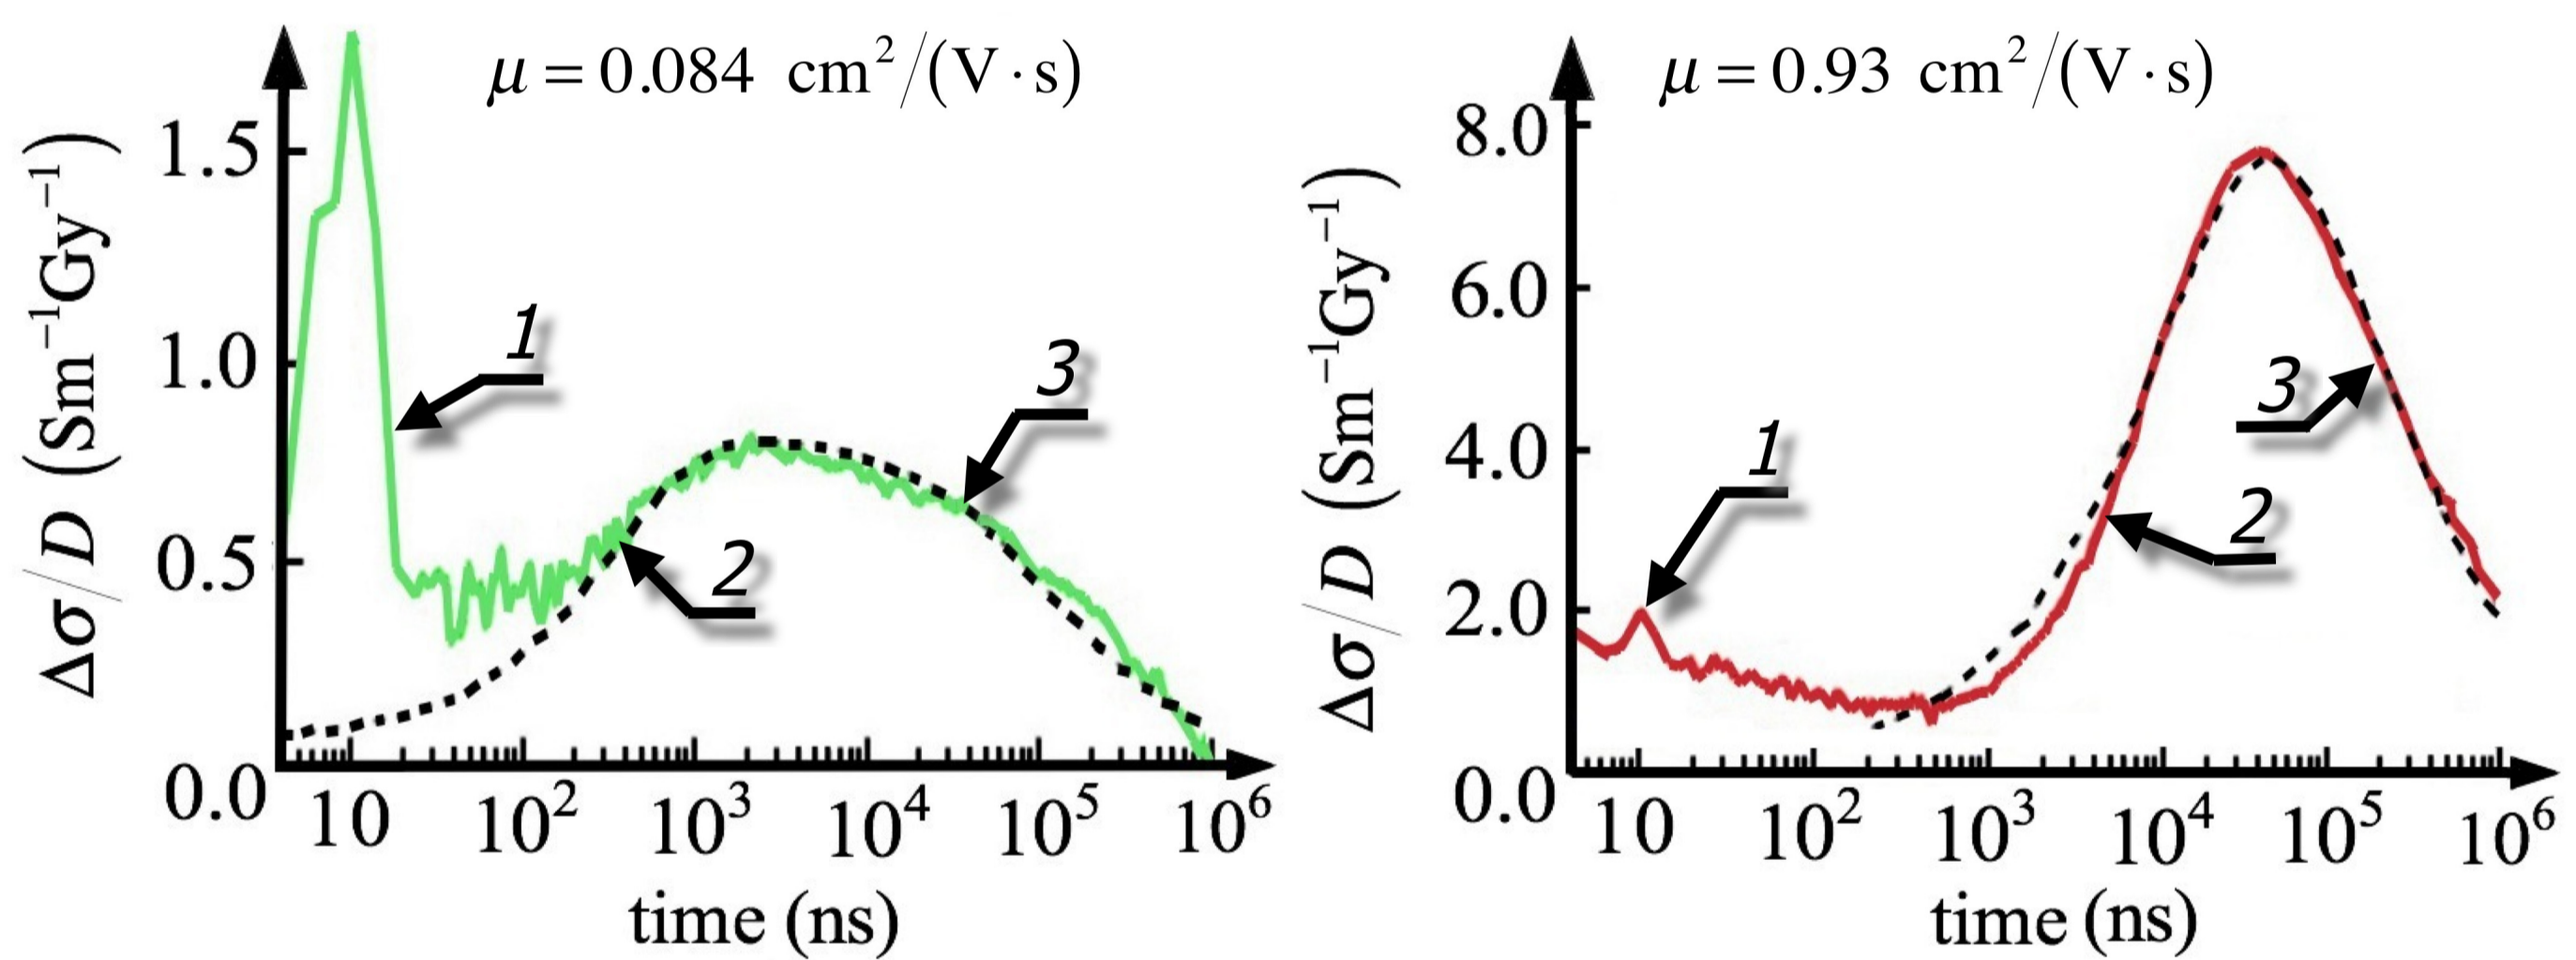 μ = 0.084 cm²/(V·s)
Δσ/D (Sm⁻¹Gy⁻¹)
1.5
1.0
0.5
0.0
1
2
3
10 10² 10³ 10⁴ 10⁵ 10⁶
time (ns)
μ = 0.93 cm²/(V·s)
Δσ/D (Sm⁻¹Gy⁻¹)
8.0
6.0
4.0
2.0
0.0
1
2
3
10 10² 10³ 10⁴ 10⁵ 10⁶
time (ns)